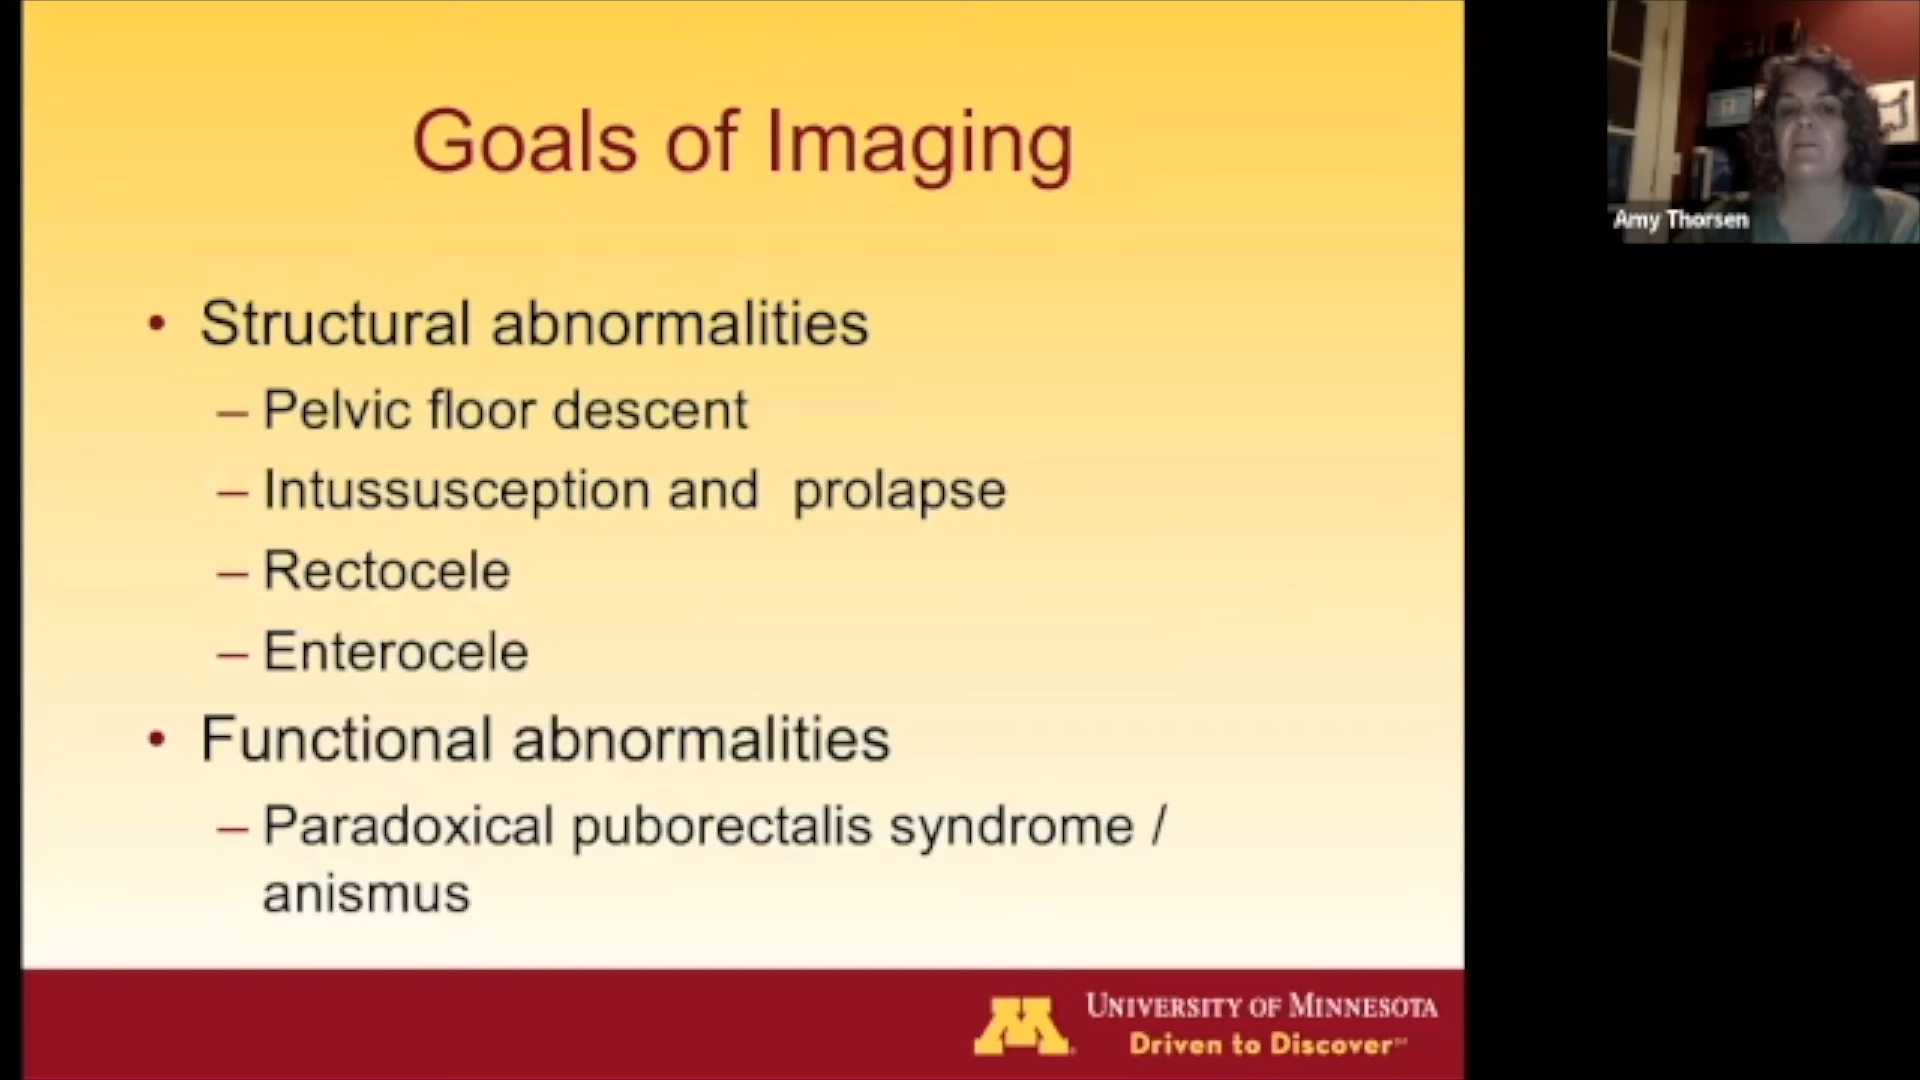 Goals of Imaging
• Structural abnormalities
– Pelvic floor descent
– Intussusception and  prolapse
– Rectocele
– Enterocele
• Functional abnormalities
– Paradoxical puborectalis syndrome /
anismus
UNIVERSITY OF MINNESOTA
Driven to Discover℠
Amy Thorsen